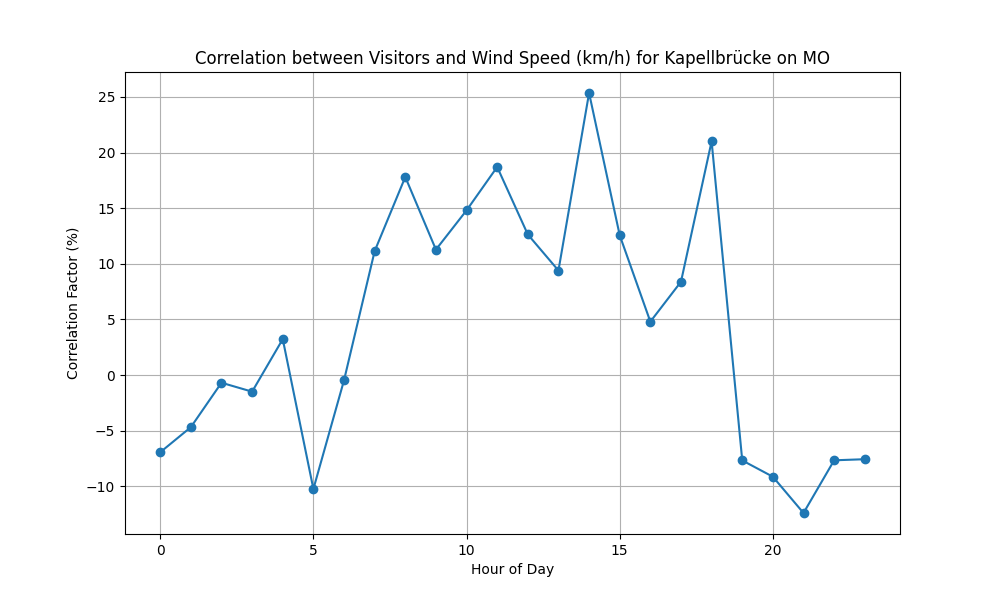 Correlation between Visitors and Wind Speed (km/h) for Kapellbrücke on MO
25
20
15
10
5
0
−5
−10
Correlation Factor (%)
0 5 10 15 20
Hour of Day